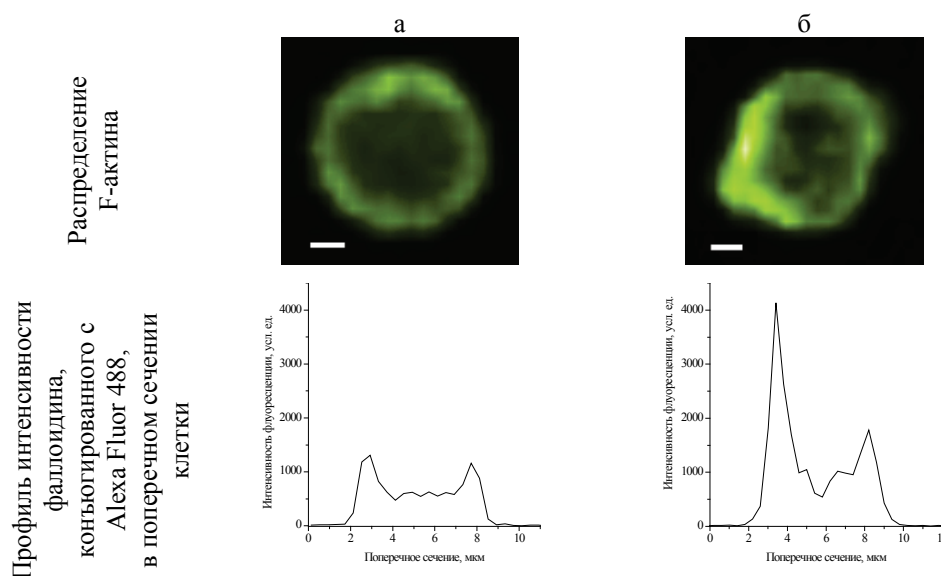 а
б
Распределение
F-актина
Профиль интенсивности
фаллоидина,
конъюгированного с
Alexa Fluor 488,
в поперечном сечении
клетки
Интенсивность флуоресценции, усл. ед.
4000
3000
2000
1000
0
0 2 4 6 8 10
Поперечное сечение, мкм
Интенсивность флуоресценции, усл. ед.
4000
3000
2000
1000
0
0 2 4 6 8 10 12
Поперечное сечение, мкм